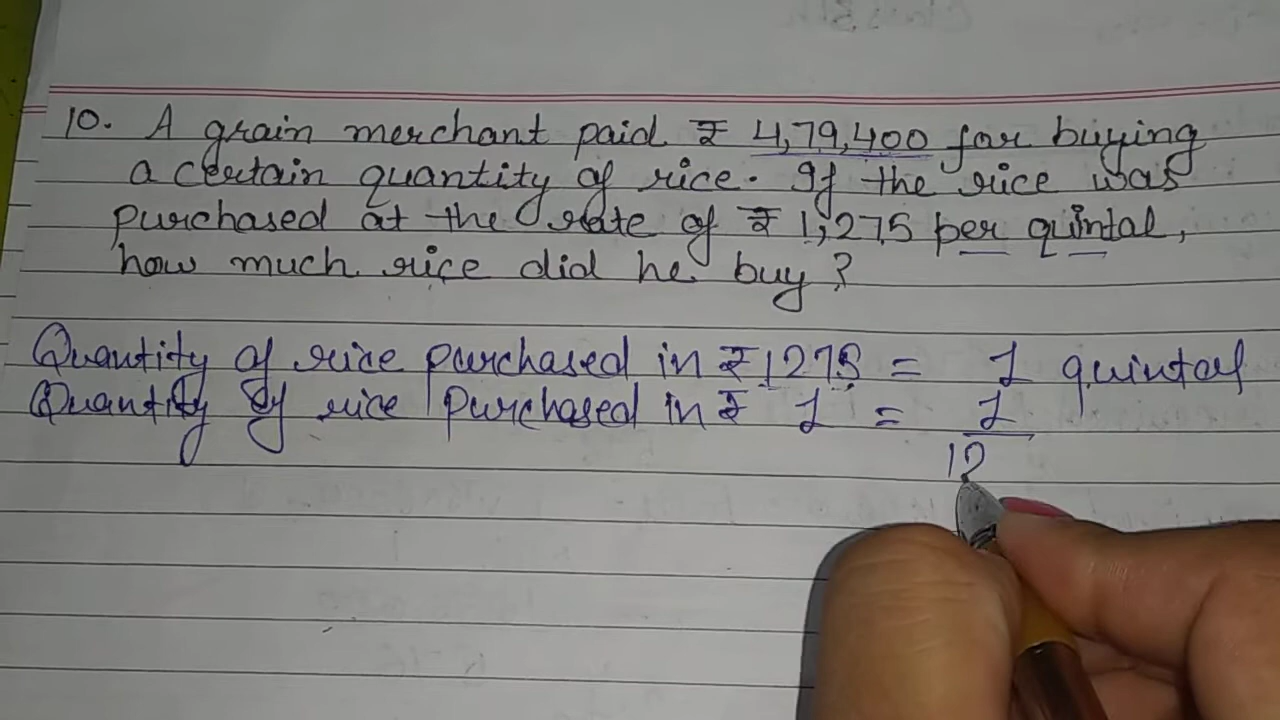 10. A grain merchant paid ₹ 4,79,400 for buying
a certain quantity of rice. If the rice was
purchased at the rate of ₹ 1,275 per quintal,
how much rice did he buy?
Quantity of rice purchased in ₹ 1275 = 1 quintal
Quantity of rice purchased in ₹ 1 = 1
12